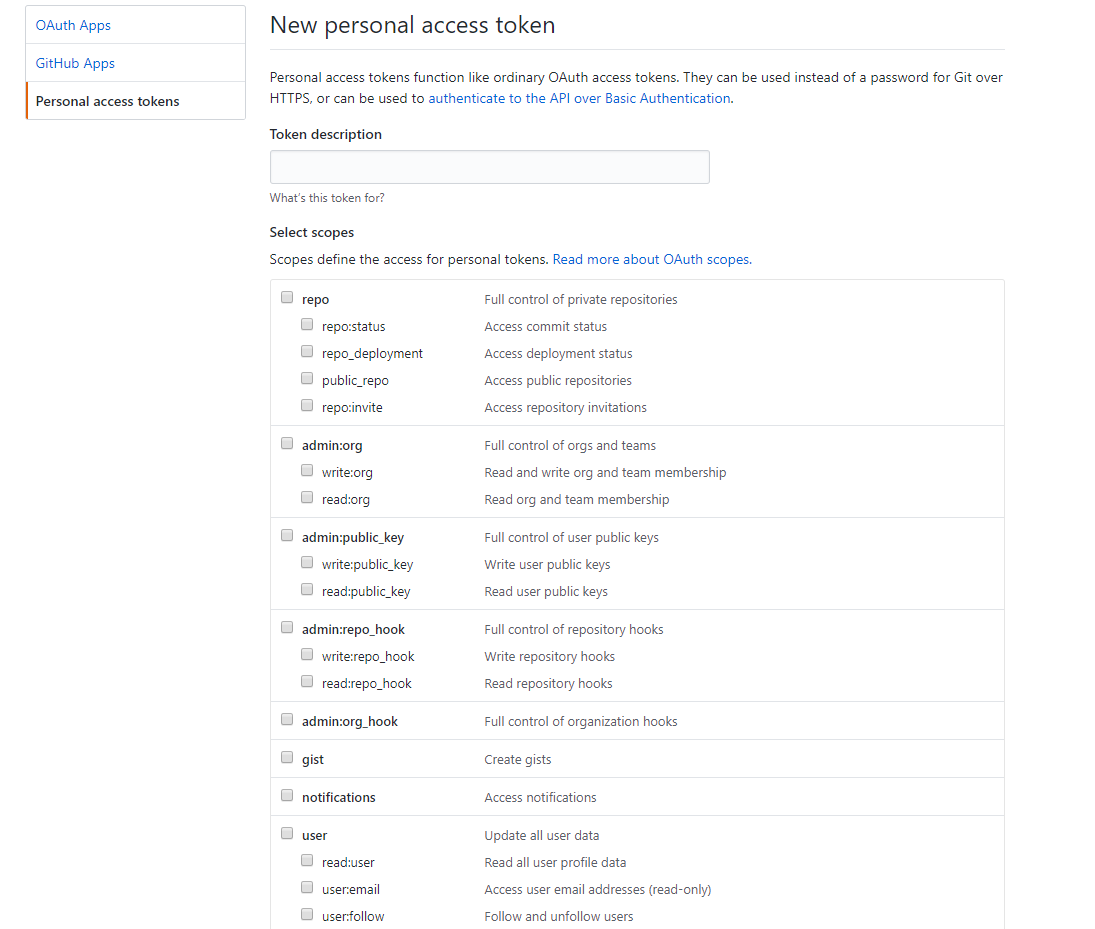 OAuth Apps
GitHub Apps
Personal access tokens
New personal access token
Personal access tokens function like ordinary OAuth access tokens. They can be used instead of a password for Git over
HTTPS, or can be used to authenticate to the API over Basic Authentication.
Token description
What's this token for?
Select scopes
Scopes define the access for personal tokens. Read more about OAuth scopes.
repo Full control of private repositories
repo:status Access commit status
repo_deployment Access deployment status
public_repo Access public repositories
repo:invite Access repository invitations
admin:org Full control of orgs and teams
write:org Read and write org and team membership
read:org Read org and team membership
admin:public_key Full control of user public keys
write:public_key Write user public keys
read:public_key Read user public keys
admin:repo_hook Full control of repository hooks
write:repo_hook Write repository hooks
read:repo_hook Read repository hooks
admin:org_hook Full control of organization hooks
gist Create gists
notifications Access notifications
user Update all user data
read:user Read all user profile data
user:email Access user email addresses (read-only)
user:follow Follow and unfollow users